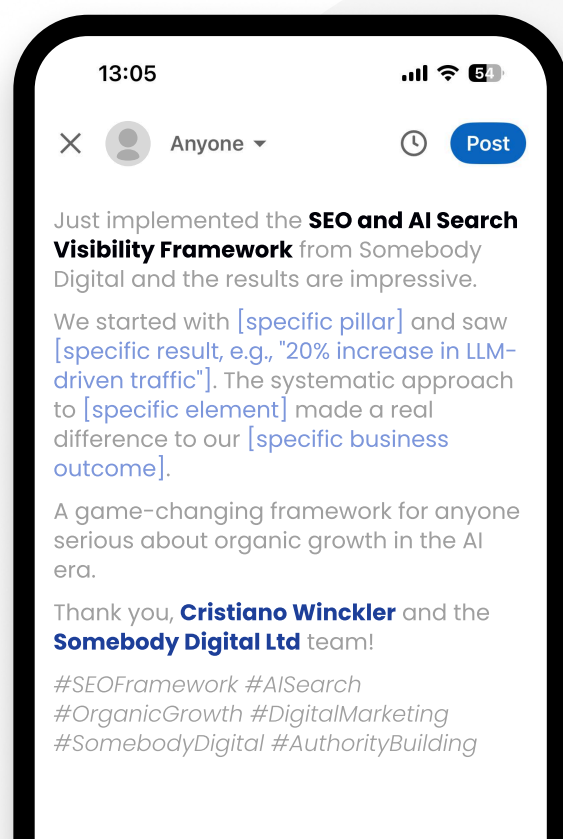 13:05
54
Anyone
Post
Just implemented the SEO and AI Search
Visibility Framework from Somebody
Digital and the results are impressive.
We started with [specific pillar] and saw
[specific result, e.g., "20% increase in LLM-
driven traffic"]. The systematic approach
to [specific element] made a real
difference to our [specific business
outcome].
A game-changing framework for anyone
serious about organic growth in the AI
era.
Thank you, Cristiano Winckler and the
Somebody Digital Ltd team!
#SEOFramework #AISearch
#OrganicGrowth #DigitalMarketing
#SomebodyDigital #AuthorityBuilding